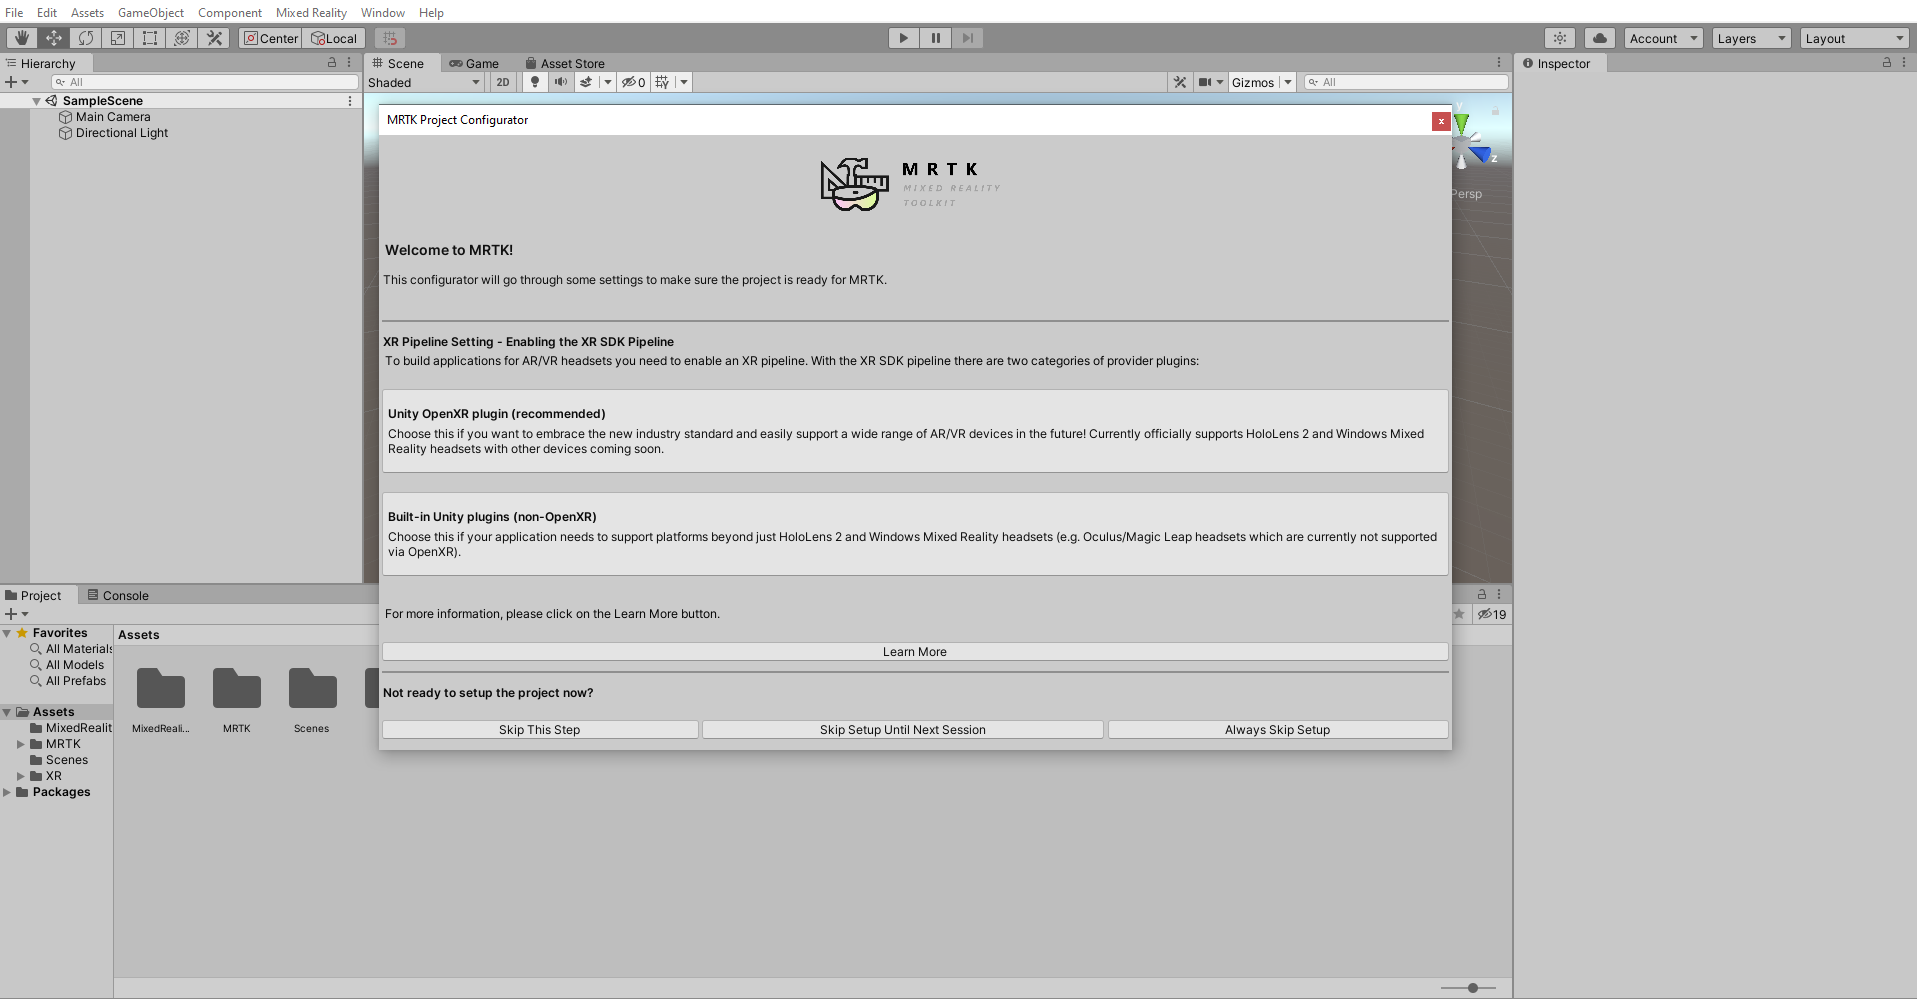 File Edit Assets GameObject Component Mixed Reality Window Help
Center Local Account Layers Layout
Hierarchy
All
SampleScene
Main Camera
Directional Light
Scene Game Asset Store
Shaded 2D 0 Gizmos All
Inspector
y
z
Persp
MRTK Project Configurator
x
MRTK
MIXED REALITY
TOOLKIT
Welcome to MRTK!
This configurator will go through some settings to make sure the project is ready for MRTK.
XR Pipeline Setting - Enabling the XR SDK Pipeline
To build applications for AR/VR headsets you need to enable an XR pipeline. With the XR SDK pipeline there are two categories of provider plugins:
Unity OpenXR plugin (recommended)
Choose this if you want to embrace the new industry standard and easily support a wide range of AR/VR devices in the future! Currently officially supports HoloLens 2 and Windows Mixed
Reality headsets with other devices coming soon.
Built-in Unity plugins (non-OpenXR)
Choose this if your application needs to support platforms beyond just HoloLens 2 and Windows Mixed Reality headsets (e.g. Oculus/Magic Leap headsets which are currently not supported
via OpenXR).
For more information, please click on the Learn More button.
Learn More
Not ready to setup the project now?
Skip This Step Skip Setup Until Next Session Always Skip Setup
Project Console
19
Favorites
All Materials
All Models
All Prefabs
Assets
MixedRealit
MRTK
Scenes
XR
Packages
Assets
MixedReali... MRTK Scenes